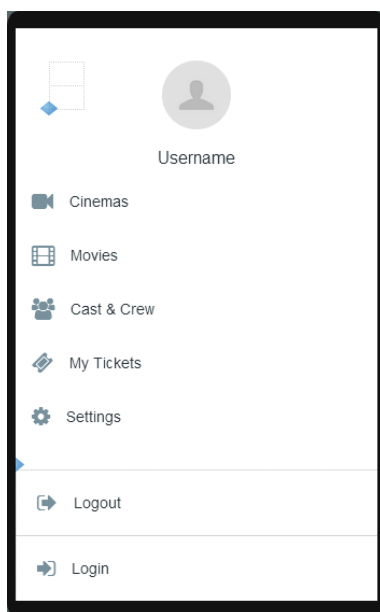 Username
Cinemas
Movies
Cast & Crew
My Tickets
Settings
Logout
Login